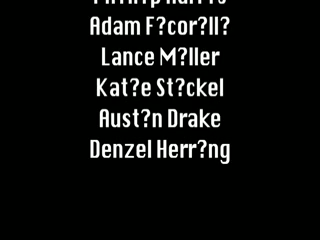 Adam F?cor?ll?
Lance M?ller
Kat?e St?ckel
Aust?n Drake
Denzel Herr?ng